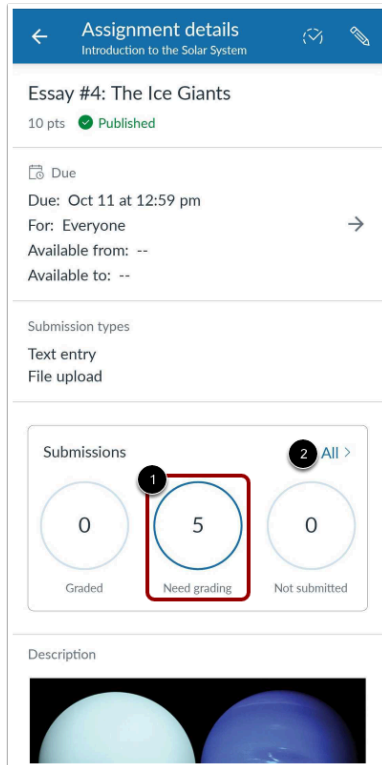 Assignment details
Introduction to the Solar System
Essay #4: The Ice Giants
10 pts Published
Due
Due: Oct 11 at 12:59 pm
For: Everyone
Available from: --
Available to: --
Submission types
Text entry
File upload
Submissions
2 All >
1
0 5 0
Graded Need grading Not submitted
Description